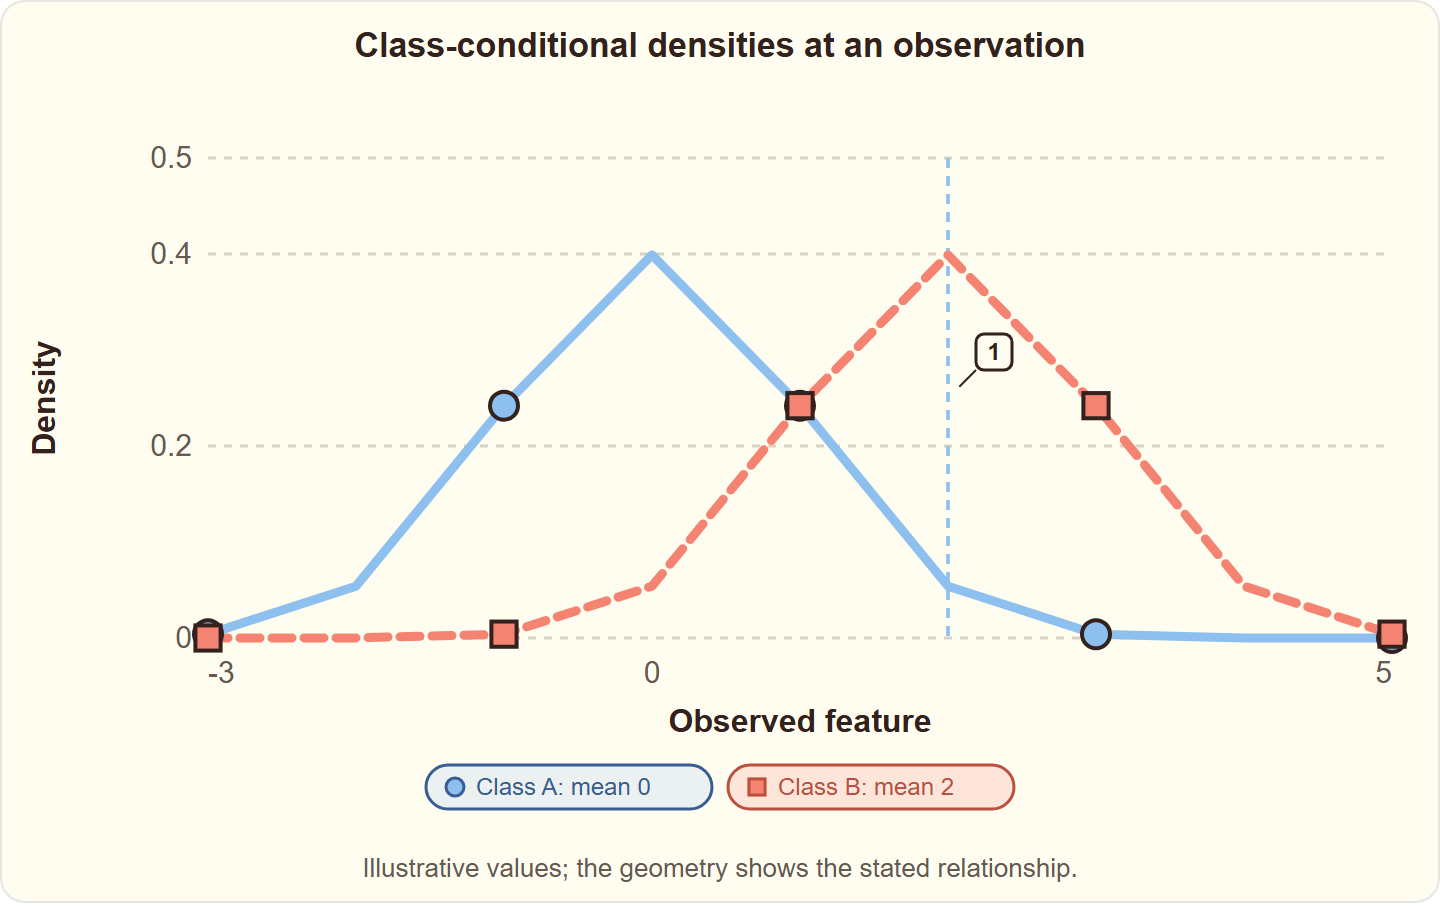 Class-conditional densities at an observation
0.5
0.4
1
Density
0.2
0
-3
0
5
Observed feature
Class A: mean 0
Class B: mean 2
Illustrative values; the geometry shows the stated relationship.